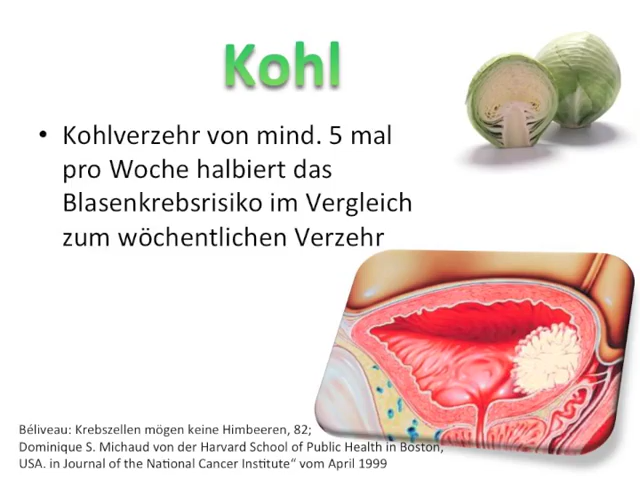 Kohl
• Kohlverzehr von mind. 5 mal
pro Woche halbiert das
Blasenkrebsrisiko im Vergleich
zum wöchentlichen Verzehr
Béliveau: Krebszellen mögen keine Himbeeren, 82;
Dominique S. Michaud von der Harvard School of Public Health in Boston,
USA. in Journal of the National Cancer Institute“ vom April 1999